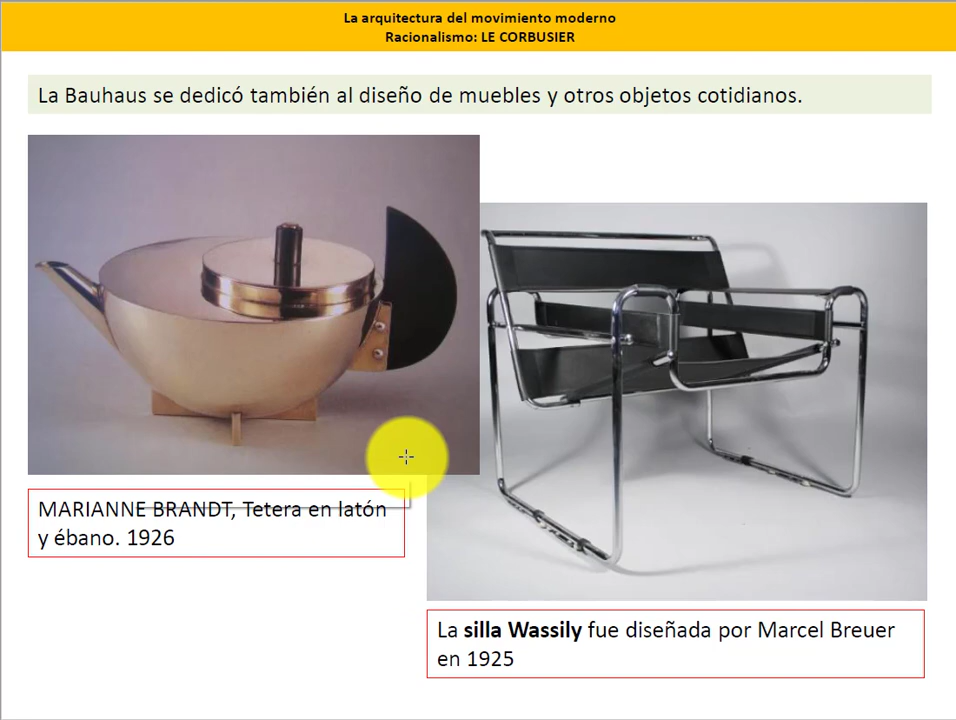 La arquitectura del movimiento moderno
Racionalismo: LE CORBUSIER
La Bauhaus se dedicó también al diseño de muebles y otros objetos cotidianos.
MARIANNE BRANDT, Tetera en latón
y ébano. 1926
La silla Wassily fue diseñada por Marcel Breuer
en 1925